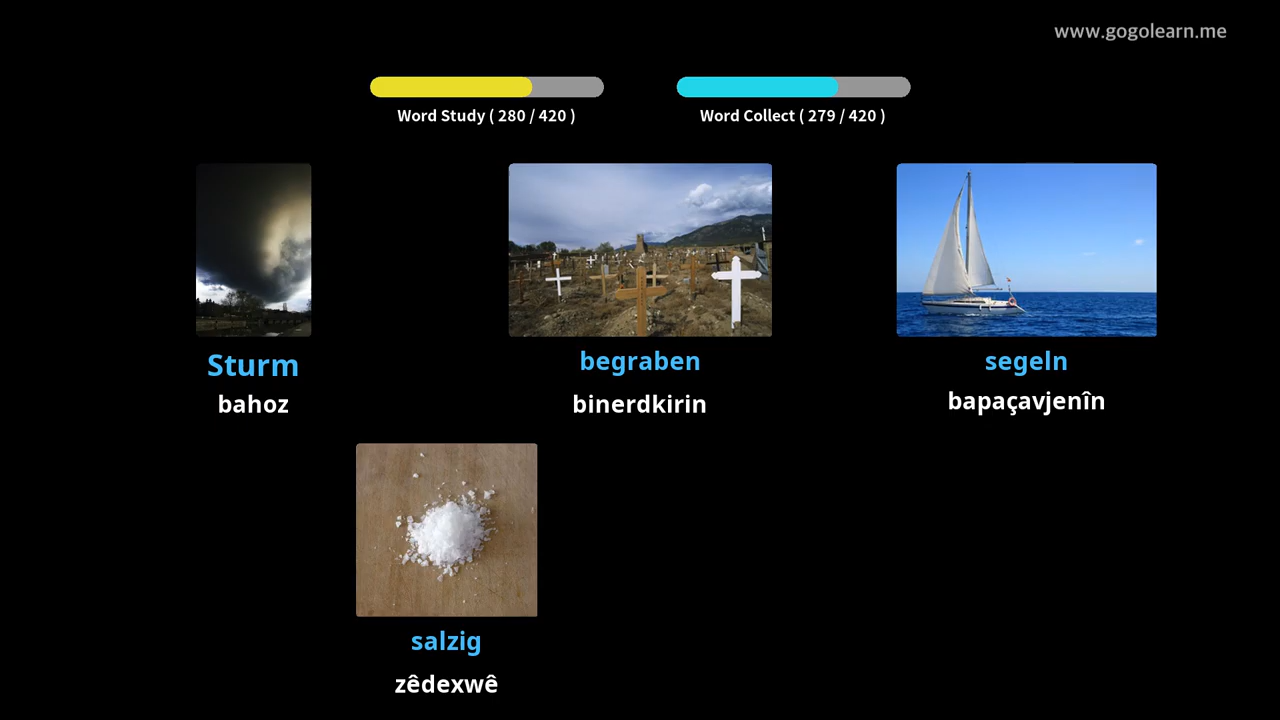 www.gogolearn.me
Word Study ( 280 / 420 )
Word Collect ( 279 / 420 )
Sturm
bahoz
begraben
binerdkirin
segeln
bapaçavjenîn
salzig
zêdexwê